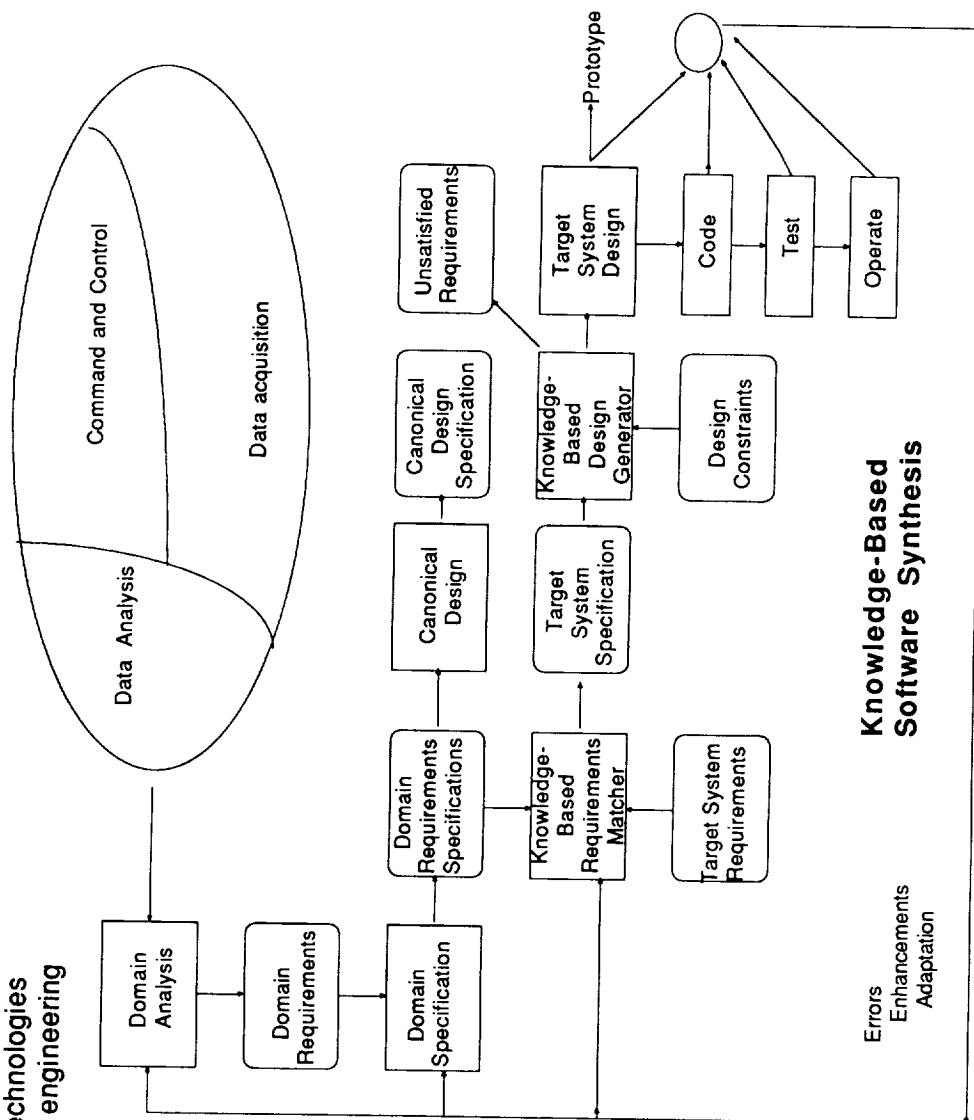 echnologies
engineering
Command and Control
Data Analysis
Data acquisition
Domain
Analysis
Domain
Requirements
Domain
Specification
Domain
Requirements
Specifications
Canonical
Design
Canonical
Design
Specification
Unsatisfied
Requirements
Knowledge-
Based
Requirements
Matcher
Target
System
Specification
Knowledge-
Based
Design
Generator
Target
System
Design
Prototype
Target System
Requirements
Design
Constraints
Code
Test
Operate
Errors
Enhancements
Adaptation
Knowledge-Based
Software Synthesis